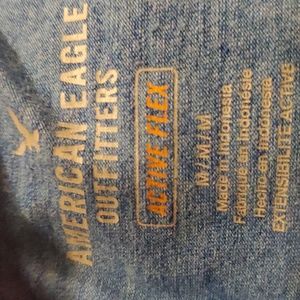 AMERICAN EAGLE
OUTFITTERS
ACTIVE FLEX
M / M / M
Made in Indonesia
Fabriqué en Indonésie
Hecho en Indonesia
EXTENSIBILITÉ ACTIVE